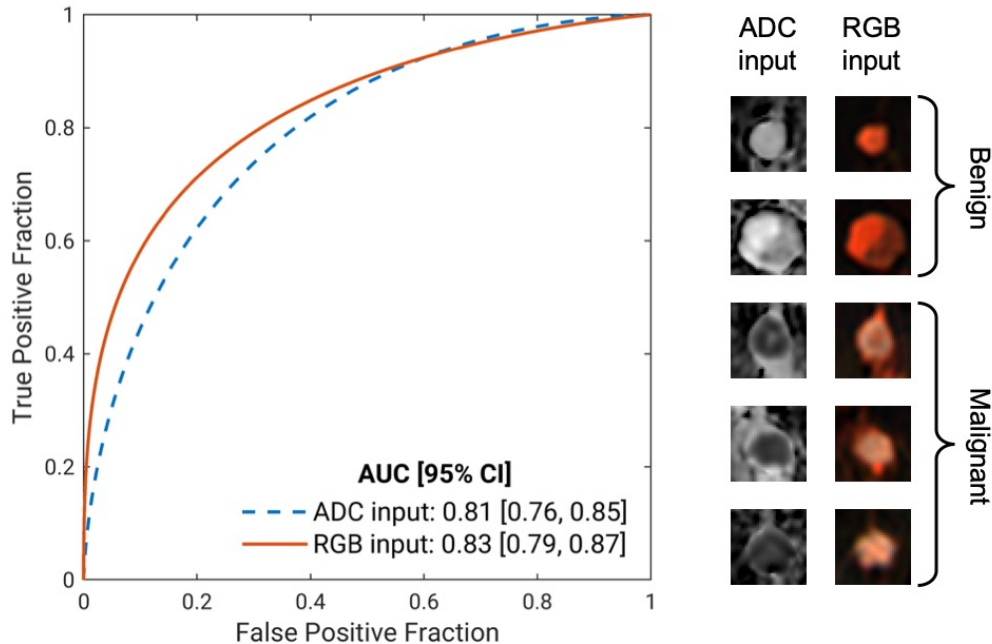 1
0.8
0.6
0.4
0.2
0
True Positive Fraction
0
0.2
0.4
0.6
0.8
1
False Positive Fraction
AUC [95% CI]
ADC input: 0.81 [0.76, 0.85]
RGB input: 0.83 [0.79, 0.87]
ADC
input
RGB
input
Benign
Malignant